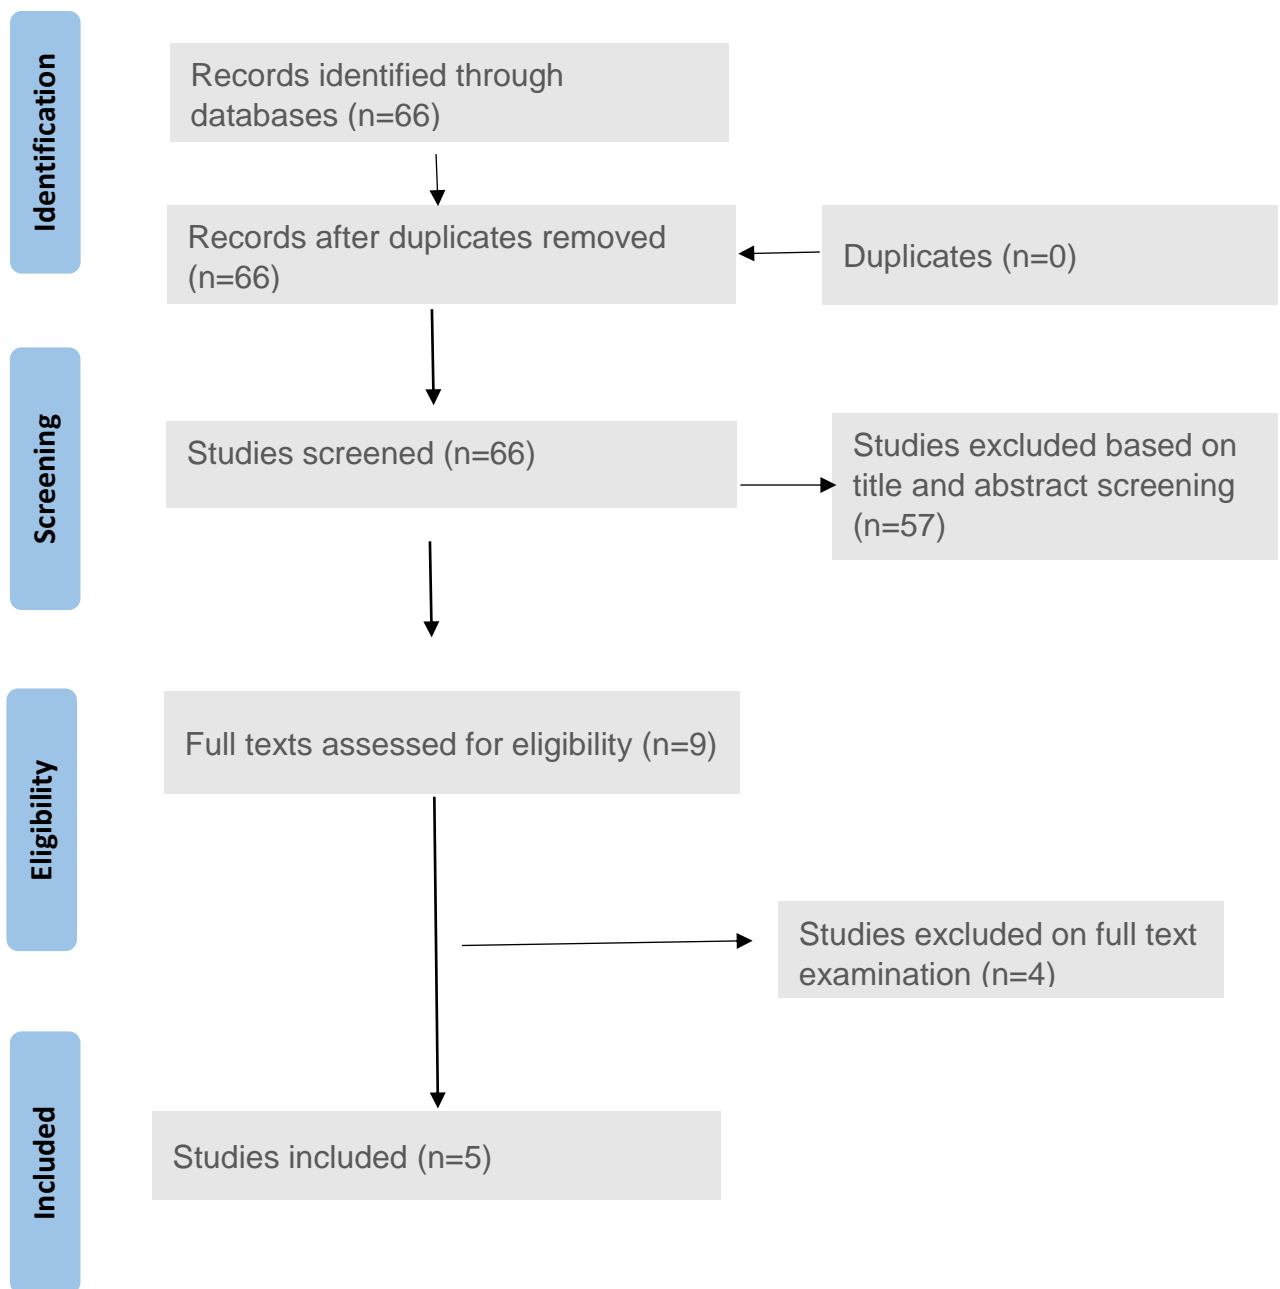 Identification
Records identified through
databases (n=66)
Records after duplicates removed
(n=66)
Duplicates (n=0)
Screening
Studies screened (n=66)
Studies excluded based on
title and abstract screening
(n=57)
Eligibility
Full texts assessed for eligibility (n=9)
Studies excluded on full text
examination (n=4)
Included
Studies included (n=5)